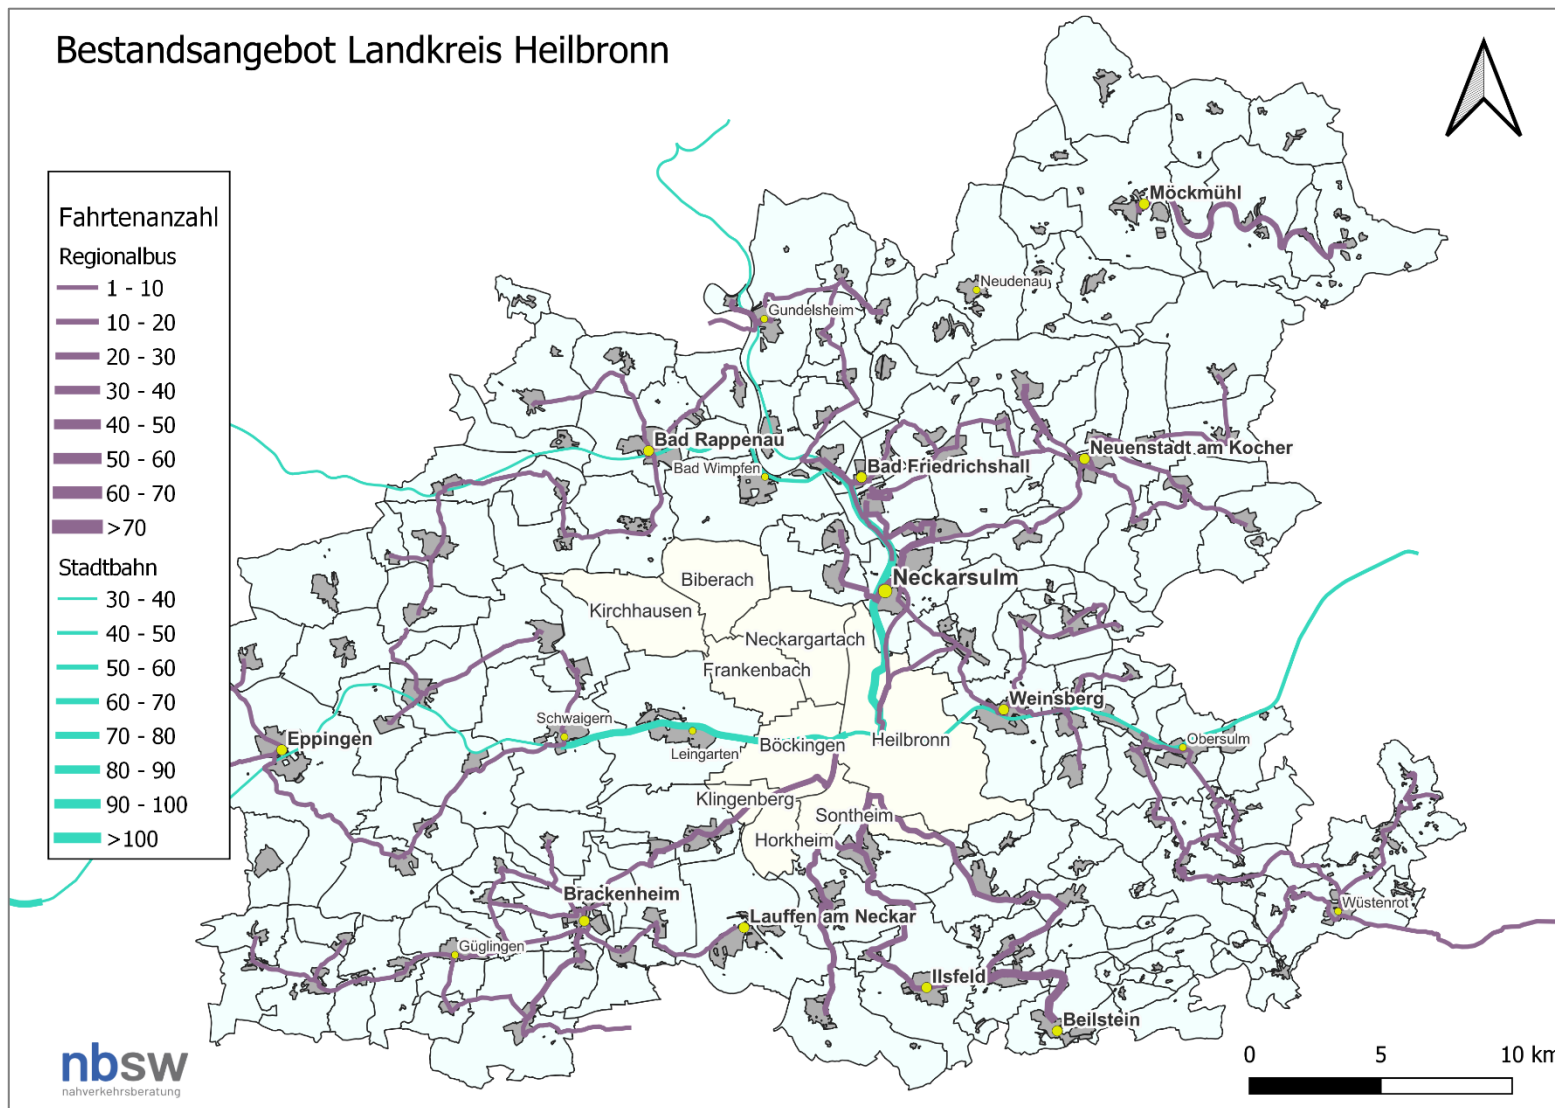 Bestandsangebot Landkreis Heilbronn
Fahrtenanzahl
Regionalbus
1 - 10
10 - 20
20 - 30
30 - 40
40 - 50
50 - 60
60 - 70
>70
Stadtbahn
30 - 40
40 - 50
50 - 60
60 - 70
70 - 80
80 - 90
90 - 100
>100
Möckmühl
Neudenau
Gundelsheim
Bad Rappenau
Bad Wimpfen
Bad Friedrichshall
Neuenstadt am Kocher
Neckarsulm
Biberach
Kirchhausen
Neckargartach
Frankenbach
Weinsberg
Schwaigern
Eppingen
Leingarten
Böckingen
Heilbronn
Obersulm
Klingenberg
Sontheim
Horkheim
Brackenheim
Lauffen am Neckar
Wüstenrot
Güglingen
Ilsfeld
Beilstein
nbsw
nahverkehrsberatung
0 5 10 km